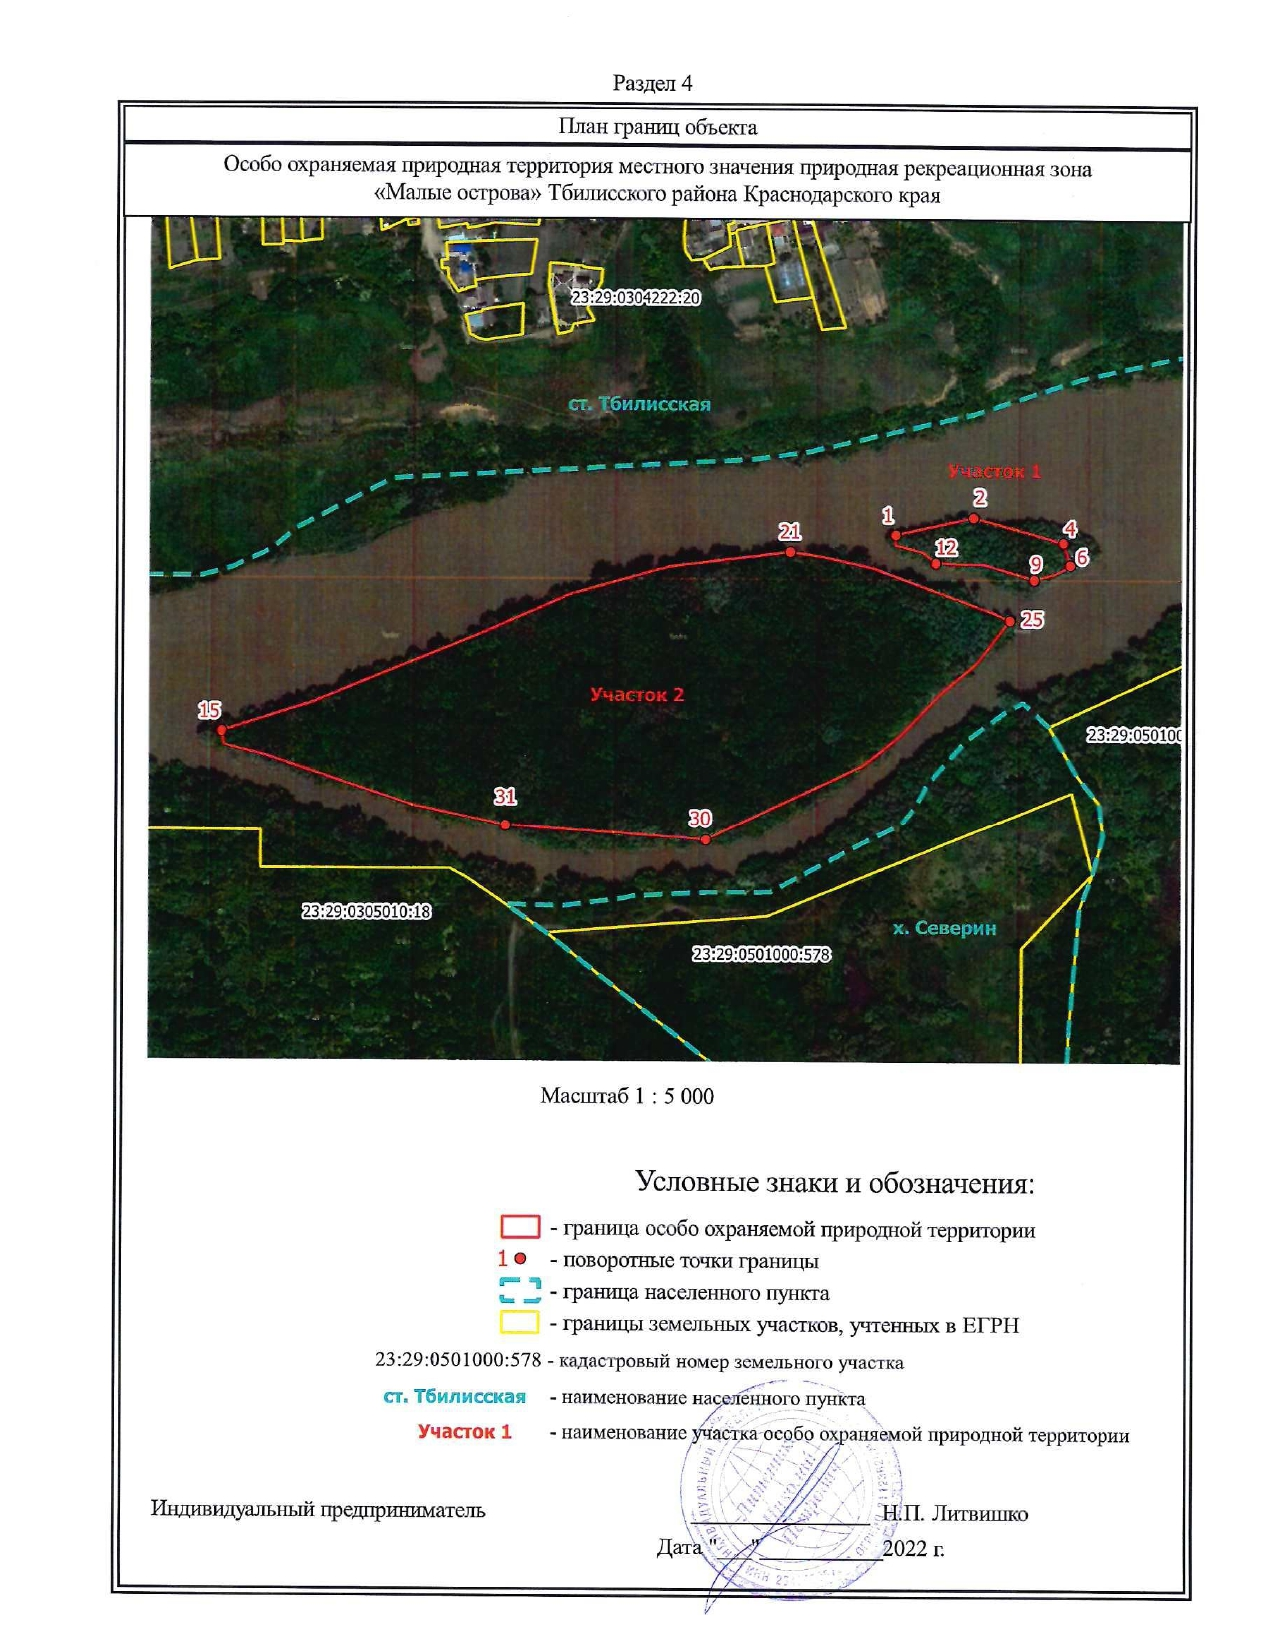 Раздел 4
План границ объекта
Особо охраняемая природная территория местного значения природная рекреационная зона
«Малые острова» Тбилисского района Краснодарского края
23:29:0304222:20
ст. Тбилисская
Участок 1
1
2
4
6
9
12
21
25
Участок 2
15
23:29:050100
31
30
23:29:0305010:18
х. Северин
23:29:0501000:578
Масштаб 1 : 5 000
Условные знаки и обозначения:
- граница особо охраняемой природной территории
1 - поворотные точки границы
- граница населенного пункта
- границы земельных участков, учтенных в ЕГРН
23:29:0501000:578 - кадастровый номер земельного участка
ст. Тбилисская - наименование населенного пункта
Участок 1 - наименование участка особо охраняемой природной территории
Индивидуальный предприниматель ____________ Н.П. Литвишко
Дата "___"___________2022 г.